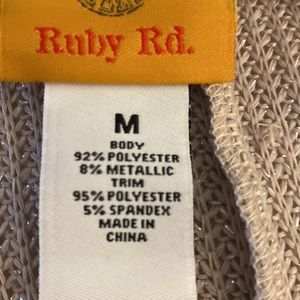 Ruby Rd.
M
BODY
92% POLYESTER
8% METALLIC
TRIM
95% POLYESTER
5% SPANDEX
MADE IN
CHINA